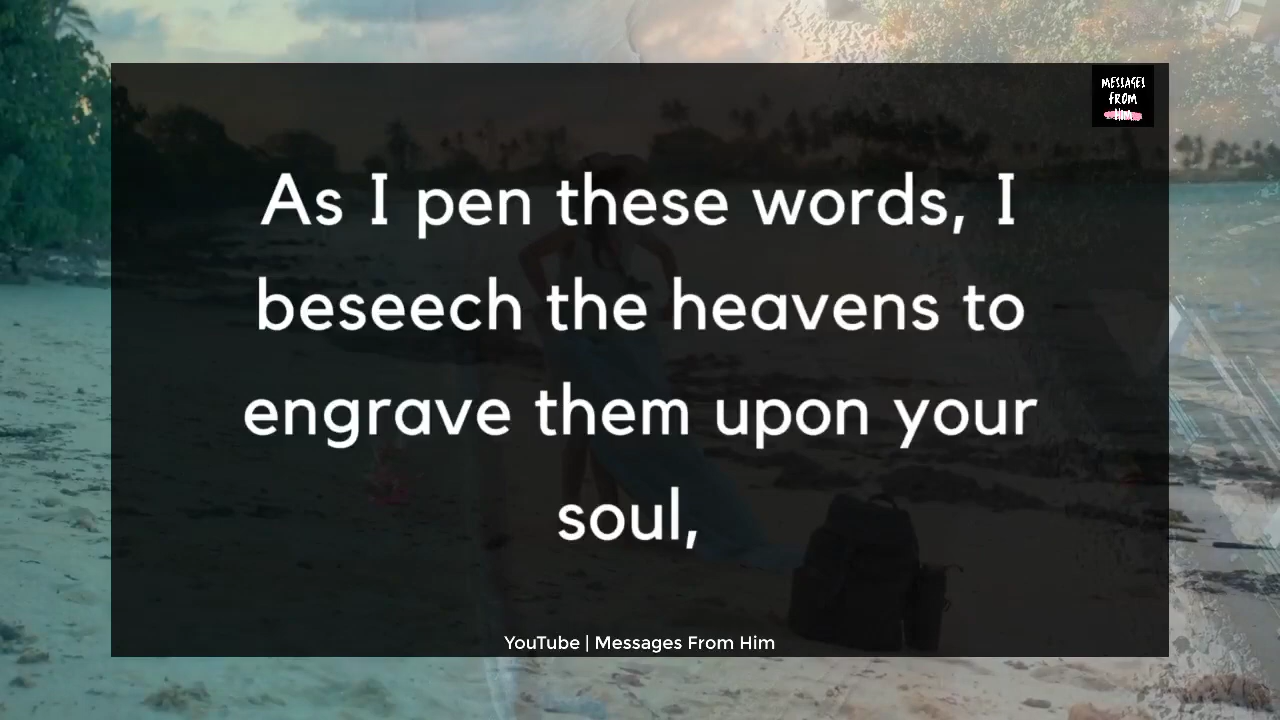 MESSAGES
FROM
HIM
As I pen these words, I
beseech the heavens to
engrave them upon your
soul,
YouTube | Messages From Him